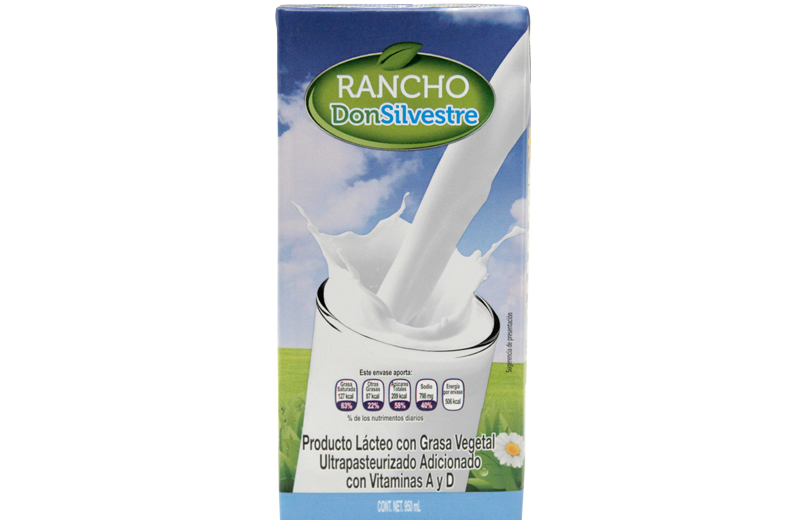 RANCHO
DonSilvestre
Sugerencia de presentación
Este envase aporta:
Grasa Saturada 127 kcal 63%
Otras Grasas 87 kcal 22%
Azúcares Totales 209 kcal 58%
Sodio 798 mg 40%
Energía por envase 506 kcal
% de los nutrimentos diarios
Producto Lácteo con Grasa Vegetal
Ultrapasteurizado Adicionado
con Vitaminas A y D
CONT. NET. 950 mL